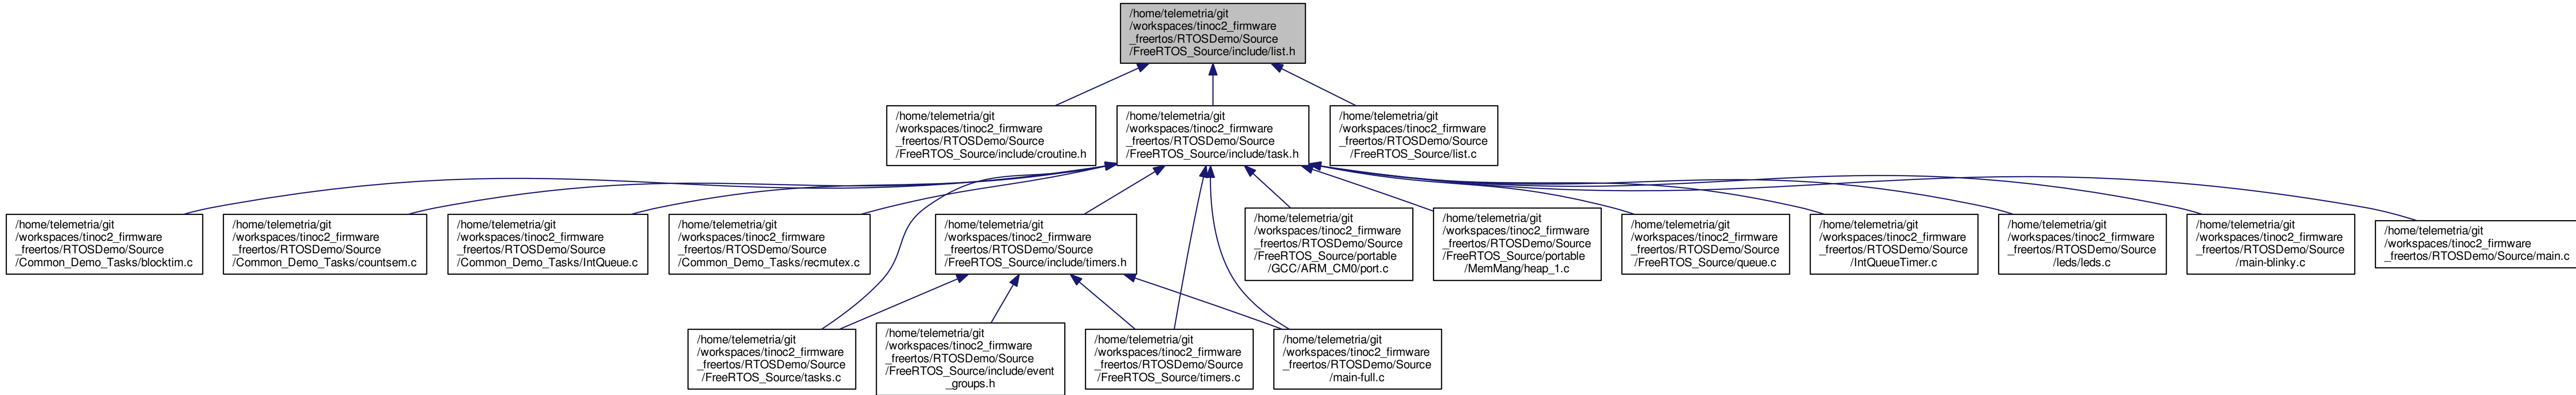 /home/telemetria/git
/workspaces/tinoc2_firmware
_freertos/RTOSDemo/Source
/FreeRTOS_Source/include/list.h
/home/telemetria/git
/workspaces/tinoc2_firmware
_freertos/RTOSDemo/Source
/FreeRTOS_Source/include/croutine.h
/home/telemetria/git
/workspaces/tinoc2_firmware
_freertos/RTOSDemo/Source
/FreeRTOS_Source/include/task.h
/home/telemetria/git
/workspaces/tinoc2_firmware
_freertos/RTOSDemo/Source
/FreeRTOS_Source/list.c
/home/telemetria/git
/workspaces/tinoc2_firmware
_freertos/RTOSDemo/Source
/Common_Demo_Tasks/blocktim.c
/home/telemetria/git
/workspaces/tinoc2_firmware
_freertos/RTOSDemo/Source
/Common_Demo_Tasks/countsem.c
/home/telemetria/git
/workspaces/tinoc2_firmware
_freertos/RTOSDemo/Source
/Common_Demo_Tasks/IntQueue.c
/home/telemetria/git
/workspaces/tinoc2_firmware
_freertos/RTOSDemo/Source
/Common_Demo_Tasks/recmutex.c
/home/telemetria/git
/workspaces/tinoc2_firmware
_freertos/RTOSDemo/Source
/FreeRTOS_Source/include/timers.h
/home/telemetria/git
/workspaces/tinoc2_firmware
_freertos/RTOSDemo/Source
/FreeRTOS_Source/portable
/GCC/ARM_CM0/port.c
/home/telemetria/git
/workspaces/tinoc2_firmware
_freertos/RTOSDemo/Source
/FreeRTOS_Source/portable
/MemMang/heap_1.c
/home/telemetria/git
/workspaces/tinoc2_firmware
_freertos/RTOSDemo/Source
/FreeRTOS_Source/queue.c
/home/telemetria/git
/workspaces/tinoc2_firmware
_freertos/RTOSDemo/Source
/IntQueueTimer.c
/home/telemetria/git
/workspaces/tinoc2_firmware
_freertos/RTOSDemo/Source
/leds/leds.c
/home/telemetria/git
/workspaces/tinoc2_firmware
_freertos/RTOSDemo/Source
/main-blinky.c
/home/telemetria/git
/workspaces/tinoc2_firmware
_freertos/RTOSDemo/Source/main.c
/home/telemetria/git
/workspaces/tinoc2_firmware
_freertos/RTOSDemo/Source
/FreeRTOS_Source/tasks.c
/home/telemetria/git
/workspaces/tinoc2_firmware
_freertos/RTOSDemo/Source
/FreeRTOS_Source/include/event
_groups.h
/home/telemetria/git
/workspaces/tinoc2_firmware
_freertos/RTOSDemo/Source
/FreeRTOS_Source/timers.c
/home/telemetria/git
/workspaces/tinoc2_firmware
_freertos/RTOSDemo/Source
/main-full.c